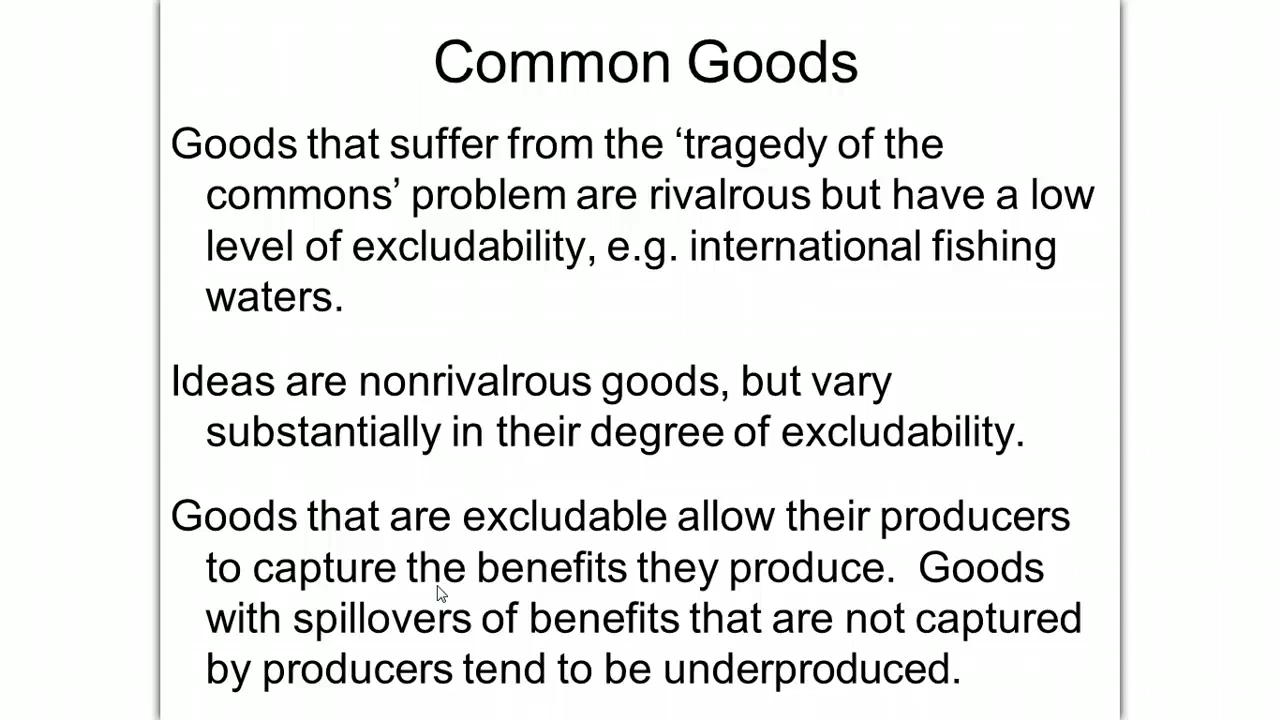 Common Goods
Goods that suffer from the ‘tragedy of the
commons’ problem are rivalrous but have a low
level of excludability, e.g. international fishing
waters.
Ideas are nonrivalrous goods, but vary
substantially in their degree of excludability.
Goods that are excludable allow their producers
to capture the benefits they produce.  Goods
with spillovers of benefits that are not captured
by producers tend to be underproduced.